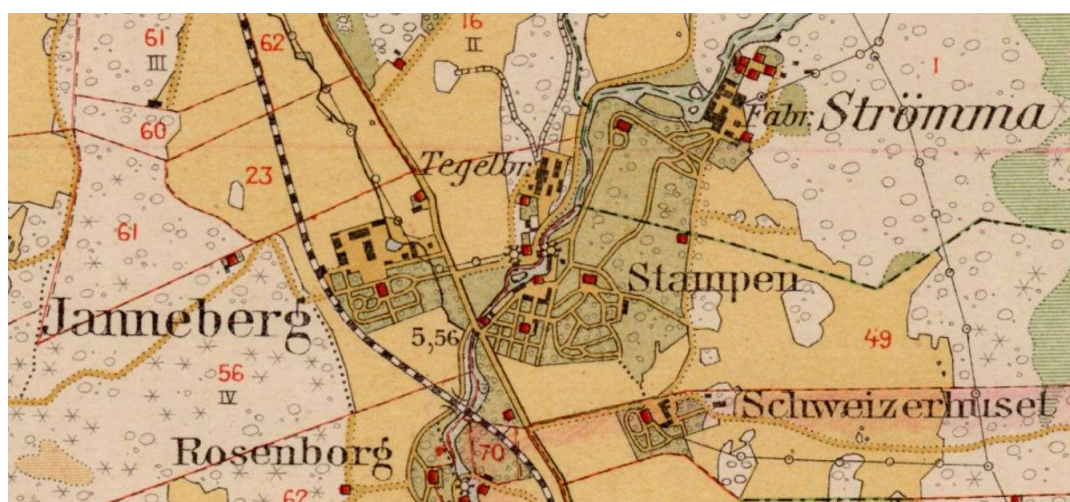 61
III
62
16
II
1
60
Fabr. Strömma
Tegelbr.
23
61
Stampen
Janneberg
5,56
49
56
IV
Schweizerhuset
Rosenborg
70
62